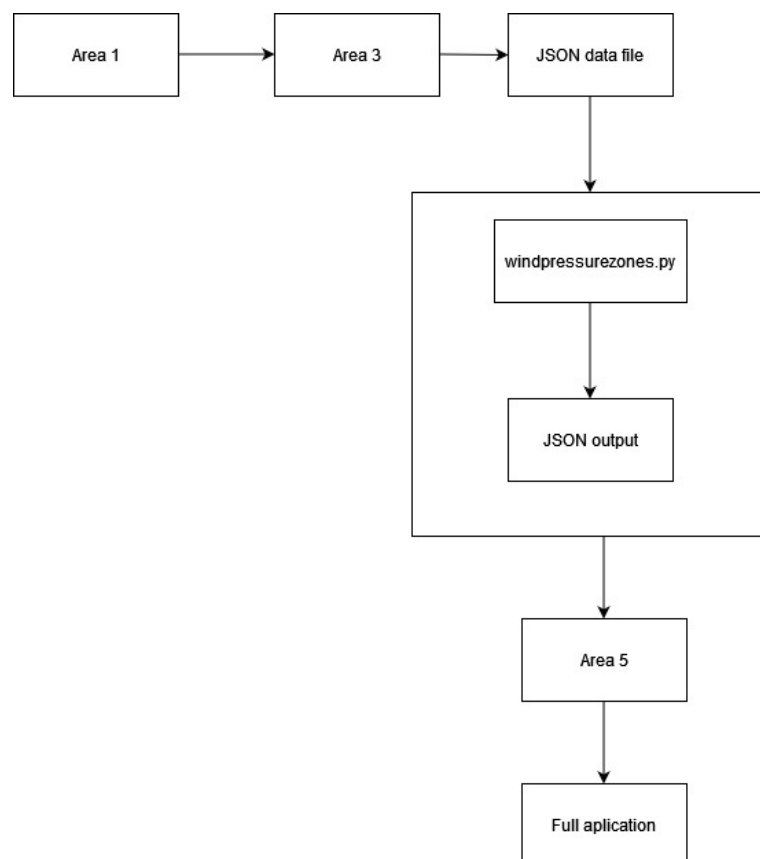 Area 1
Area 3
JSON data file
windpressurezones.py
JSON output
Area 5
Full aplication